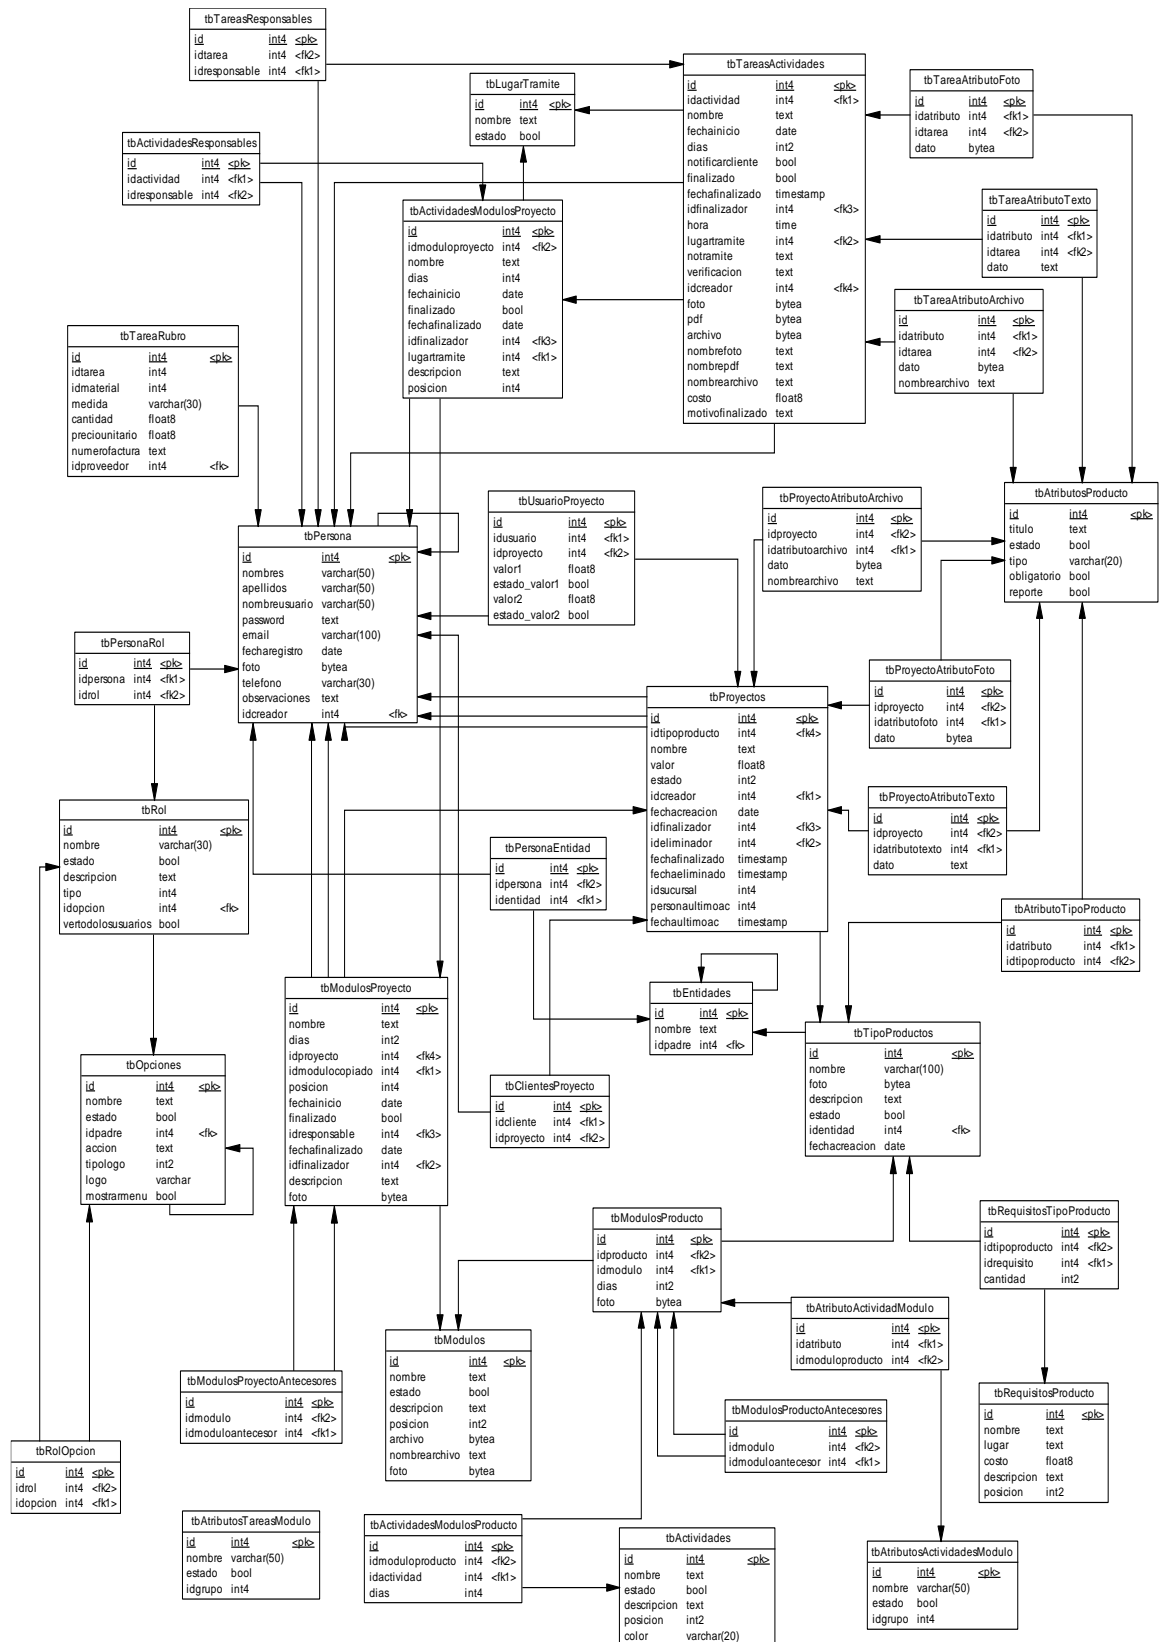 tbTareasResponsables
id int4 <pk>
idtarea int4 <fk2>
idresponsable int4 <fk1>
tbLugarTramite
id int4 <pk>
nombre text
estado bool
tbTareasActividades
id int4 <pk>
idactividad int4 <fk1>
nombre text
fechainicio date
dias int2
notificarcliente bool
finalizado bool
fechafinalizado timestamp
idfinalizador int4 <fk3>
hora time
lugartramite int4 <fk2>
notramite text
verificacion text
idcreador int4 <fk4>
foto bytea
pdf bytea
archivo bytea
nombrefoto text
nombrepdf text
nombrearchivo text
costo float8
motivofinalizado text
tbTareaAtributoFoto
id int4 <pk>
idatributo int4 <fk1>
idtarea int4 <fk2>
dato bytea
tbActividadesResponsables
id int4 <pk>
idactividad int4 <fk1>
idresponsable int4 <fk2>
tbActividadesModulosProyecto
id int4 <pk>
idmoduloproyecto int4 <fk2>
nombre text
dias int4
fechainicio date
finalizado bool
fechafinalizado date
idfinalizador int4 <fk3>
lugartramite int4 <fk1>
descripcion text
posicion int4
tbTareaAtributoTexto
id int4 <pk>
idatributo int4 <fk1>
idtarea int4 <fk2>
dato text
tbTareaAtributoArchivo
id int4 <pk>
idatributo int4 <fk1>
idtarea int4 <fk2>
dato bytea
nombrearchivo text
tbTareaRubro
id int4 <pk>
idtarea int4
idmaterial int4
medida varchar(30)
cantidad float8
preciounitario float8
numerofactura text
idproveedor int4 <fk>
tbPersona
id int4 <pk>
nombres varchar(50)
apellidos varchar(50)
nombreusuario varchar(50)
password text
email varchar(100)
fecharegistro date
foto bytea
telefono varchar(30)
observaciones text
idcreador int4 <fk>
tbUsuarioProyecto
id int4 <pk>
idusuario int4 <fk1>
idproyecto int4 <fk2>
valor1 float8
estado_valor1 bool
valor2 float8
estado_valor2 bool
tbProyectoAtributoArchivo
id int4 <pk>
idproyecto int4 <fk2>
idatributoarchivo int4 <fk1>
dato bytea
nombrearchivo text
tbAtributosProducto
id int4 <pk>
titulo text
estado bool
tipo varchar(20)
obligatorio bool
reporte bool
tbPersonaRol
id int4 <pk>
idpersona int4 <fk1>
idrol int4 <fk2>
tbProyectos
id int4 <pk>
idtipoproducto int4 <fk4>
nombre text
valor float8
estado int2
idcreador int4 <fk1>
fechacreacion date
idfinalizador int4 <fk3>
ideliminador int4 <fk2>
fechafinalizado timestamp
fechaeliminado timestamp
idsucursal int4
personaultimoac int4
fechaultimoac timestamp
tbProyectoAtributoFoto
id int4 <pk>
idproyecto int4 <fk2>
idatributofoto int4 <fk1>
dato bytea
tbProyectoAtributoTexto
id int4 <pk>
idproyecto int4 <fk2>
idatributotexto int4 <fk1>
dato text
tbRol
id int4 <pk>
nombre varchar(30)
estado bool
descripcion text
tipo int4
idopcion int4 <fk>
vertodolosusuarios bool
tbPersonaEntidad
id int4 <pk>
idpersona int4 <fk2>
identidad int4 <fk1>
tbAtributoTipoProducto
id int4 <pk>
idatributo int4 <fk1>
idtipoproducto int4 <fk2>
tbModulosProyecto
id int4 <pk>
nombre text
dias int2
idproyecto int4 <fk4>
idmodulocopiado int4 <fk1>
posicion int4
fechainicio date
finalizado bool
idresponsable int4 <fk3>
fechafinalizado date
idfinalizador int4 <fk2>
descripcion text
foto bytea
tbEntidades
id int4 <pk>
nombre text
idpadre int4 <fk>
tbTipoProductos
id int4 <pk>
nombre varchar(100)
foto bytea
descripcion text
estado bool
identidad int4 <fk>
fechacreacion date
tbOpciones
id int4 <pk>
nombre text
estado bool
idpadre int4 <fk>
accion text
tipologo int2
logo varchar
mostrarmenu bool
tbClientesProyecto
id int4 <pk>
idcliente int4 <fk1>
idproyecto int4 <fk2>
tbModulosProducto
id int4 <pk>
idproducto int4 <fk2>
idmodulo int4 <fk1>
dias int2
foto bytea
tbRequisitosTipoProducto
id int4 <pk>
idtipoproducto int4 <fk2>
idrequisito int4 <fk1>
cantidad int2
tbAtributoActividadModulo
id int4 <pk>
idatributo int4 <fk1>
idmoduloproducto int4 <fk2>
tbModulos
id int4 <pk>
nombre text
estado bool
descripcion text
posicion int2
archivo bytea
nombrearchivo text
foto bytea
tbModulosProyectoAntecesores
id int4 <pk>
idmodulo int4 <fk2>
idmoduloantecesor int4 <fk1>
tbModulosProductoAntecesores
id int4 <pk>
idmodulo int4 <fk2>
idmoduloantecesor int4 <fk1>
tbRequisitosProducto
id int4 <pk>
nombre text
lugar text
costo float8
descripcion text
posicion int2
tbRolOpcion
id int4 <pk>
idrol int4 <fk2>
idopcion int4 <fk1>
tbAtributosTareasModulo
id int4 <pk>
nombre varchar(50)
estado bool
idgrupo int4
tbActividadesModulosProducto
id int4 <pk>
idmoduloproducto int4 <fk2>
idactividad int4 <fk1>
dias int4
tbActividades
id int4 <pk>
nombre text
estado bool
descripcion text
posicion int2
color varchar(20)
tbAtributosActividadesModulo
id int4 <pk>
nombre varchar(50)
estado bool
idgrupo int4